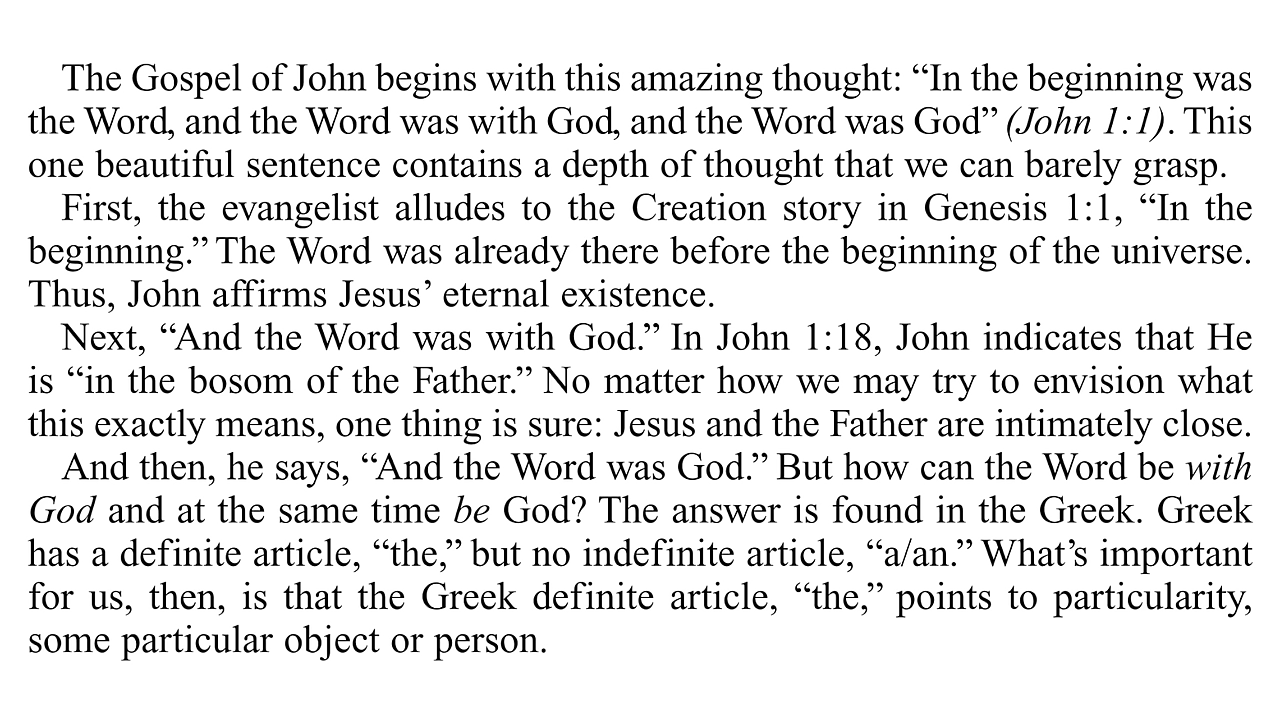 The Gospel of John begins with this amazing thought: “In the beginning was
the Word, and the Word was with God, and the Word was God” (John 1:1). This
one beautiful sentence contains a depth of thought that we can barely grasp.
First, the evangelist alludes to the Creation story in Genesis 1:1, “In the
beginning.” The Word was already there before the beginning of the universe.
Thus, John affirms Jesus’ eternal existence.
Next, “And the Word was with God.” In John 1:18, John indicates that He
is “in the bosom of the Father.” No matter how we may try to envision what
this exactly means, one thing is sure: Jesus and the Father are intimately close.
And then, he says, “And the Word was God.” But how can the Word be with
God and at the same time be God? The answer is found in the Greek. Greek
has a definite article, “the,” but no indefinite article, “a/an.” What’s important
for us, then, is that the Greek definite article, “the,” points to particularity,
some particular object or person.